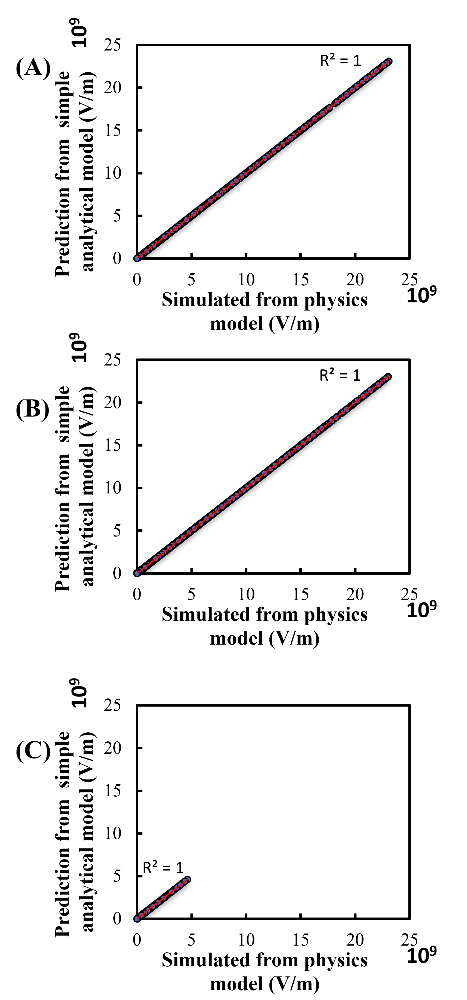 (A)
10⁹
Prediction from simple
analytical model (V/m)
25
20
15
10
5
0
R² = 1
0 5 10 15 20 25
10⁹
Simulated from physics
model (V/m)
(B)
10⁹
Prediction from simple
analytical model (V/m)
25
20
15
10
5
0
R² = 1
0 5 10 15 20 25
10⁹
Simulated from physics
model (V/m)
(C)
10⁹
Prediction from simple
analytical model (V/m)
25
20
15
10
5
0
R² = 1
0 5 10 15 20 25
10⁹
Simulated from physics
model (V/m)